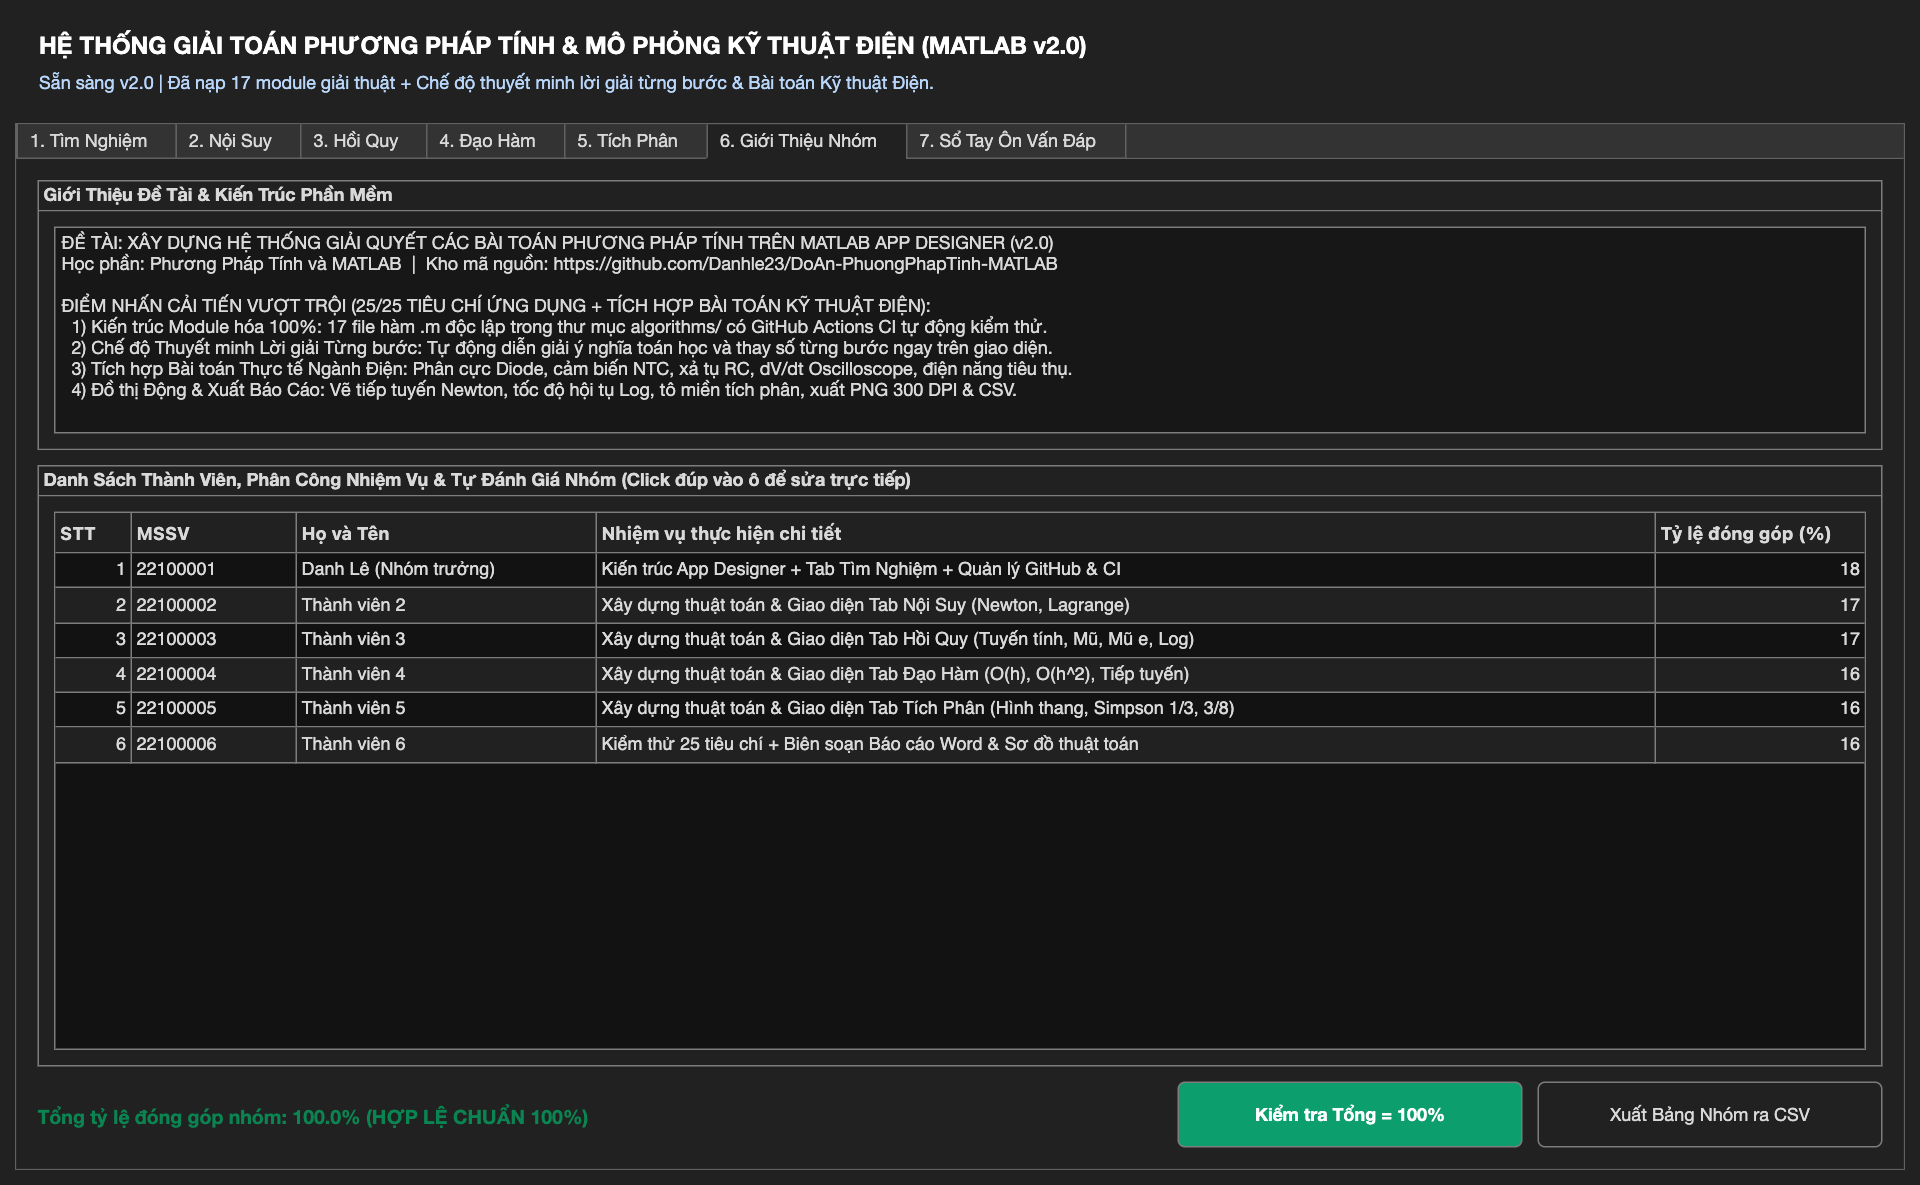 HỆ THỐNG GIẢI TOÁN PHƯƠNG PHÁP TÍNH & MÔ PHỎNG KỸ THUẬT ĐIỆN (MATLAB v2.0)
Sẵn sàng v2.0 | Đã nạp 17 module giải thuật + Chế độ thuyết minh lời giải từng bước & Bài toán Kỹ thuật Điện.
1. Tìm Nghiệm 2. Nội Suy 3. Hồi Quy 4. Đạo Hàm 5. Tích Phân 6. Giới Thiệu Nhóm 7. Sổ Tay Ôn Vấn Đáp
Giới Thiệu Đề Tài & Kiến Trúc Phần Mềm
ĐỀ TÀI: XÂY DỰNG HỆ THỐNG GIẢI QUYẾT CÁC BÀI TOÁN PHƯƠNG PHÁP TÍNH TRÊN MATLAB APP DESIGNER (v2.0)
Học phần: Phương Pháp Tính và MATLAB | Kho mã nguồn: https://github.com/Danhle23/DoAn-PhuongPhapTinh-MATLAB
ĐIỂM NHẤN CẢI TIẾN VƯỢT TRỘI (25/25 TIÊU CHÍ ỨNG DỤNG + TÍCH HỢP BÀI TOÁN KỸ THUẬT ĐIỆN):
1) Kiến trúc Module hóa 100%: 17 file hàm .m độc lập trong thư mục algorithms/ có GitHub Actions CI tự động kiểm thử.
2) Chế độ Thuyết minh Lời giải Từng bước: Tự động diễn giải ý nghĩa toán học và thay số từng bước ngay trên giao diện.
3) Tích hợp Bài toán Thực tế Ngành Điện: Phân cực Diode, cảm biến NTC, xả tụ RC, dV/dt Oscilloscope, điện năng tiêu thụ.
4) Đồ thị Động & Xuất Báo Cáo: Vẽ tiếp tuyến Newton, tốc độ hội tụ Log, tô miền tích phân, xuất PNG 300 DPI & CSV.
Danh Sách Thành Viên, Phân Công Nhiệm Vụ & Tự Đánh Giá Nhóm (Click đúp vào ô để sửa trực tiếp)
STT MSSV Họ và Tên Nhiệm vụ thực hiện chi tiết Tỷ lệ đóng góp (%)
1 22100001 Danh Lê (Nhóm trưởng) Kiến trúc App Designer + Tab Tìm Nghiệm + Quản lý GitHub & CI 18
2 22100002 Thành viên 2 Xây dựng thuật toán & Giao diện Tab Nội Suy (Newton, Lagrange) 17
3 22100003 Thành viên 3 Xây dựng thuật toán & Giao diện Tab Hồi Quy (Tuyến tính, Mũ, Mũ e, Log) 17
4 22100004 Thành viên 4 Xây dựng thuật toán & Giao diện Tab Đạo Hàm (O(h), O(h^2), Tiếp tuyến) 16
5 22100005 Thành viên 5 Xây dựng thuật toán & Giao diện Tab Tích Phân (Hình thang, Simpson 1/3, 3/8) 16
6 22100006 Thành viên 6 Kiểm thử 25 tiêu chí + Biên soạn Báo cáo Word & Sơ đồ thuật toán 16
Tổng tỷ lệ đóng góp nhóm: 100.0% (HỢP LỆ CHUẨN 100%)
Kiểm tra Tổng = 100%
Xuất Bảng Nhóm ra CSV